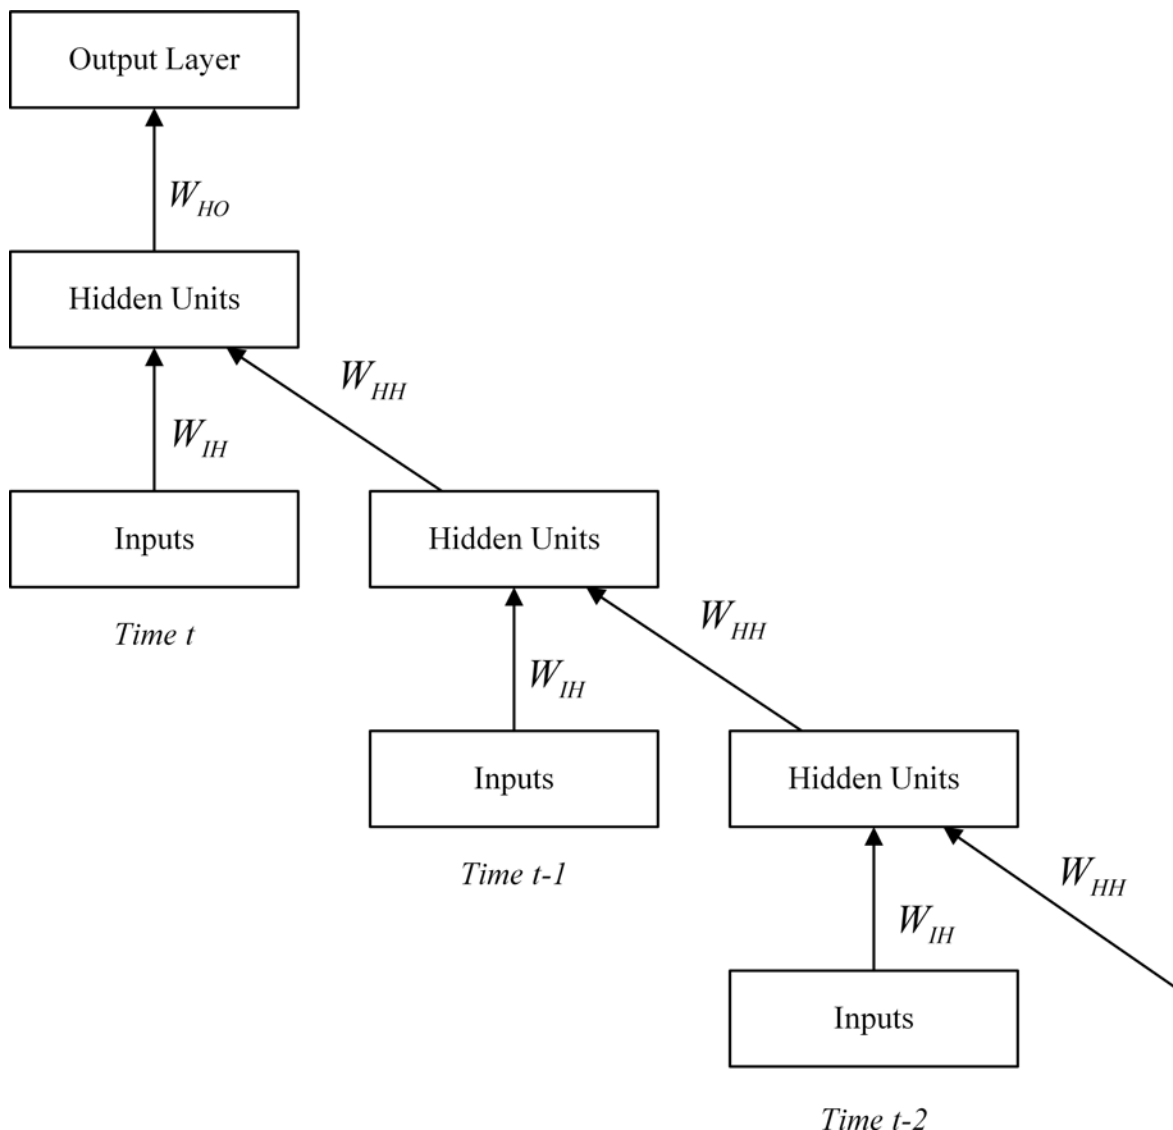 Output Layer
W_HO
Hidden Units
W_HH
W_IH
Inputs
Hidden Units
Time t
W_HH
W_IH
Inputs
Hidden Units
Time t-1
W_HH
W_IH
Inputs
Time t-2